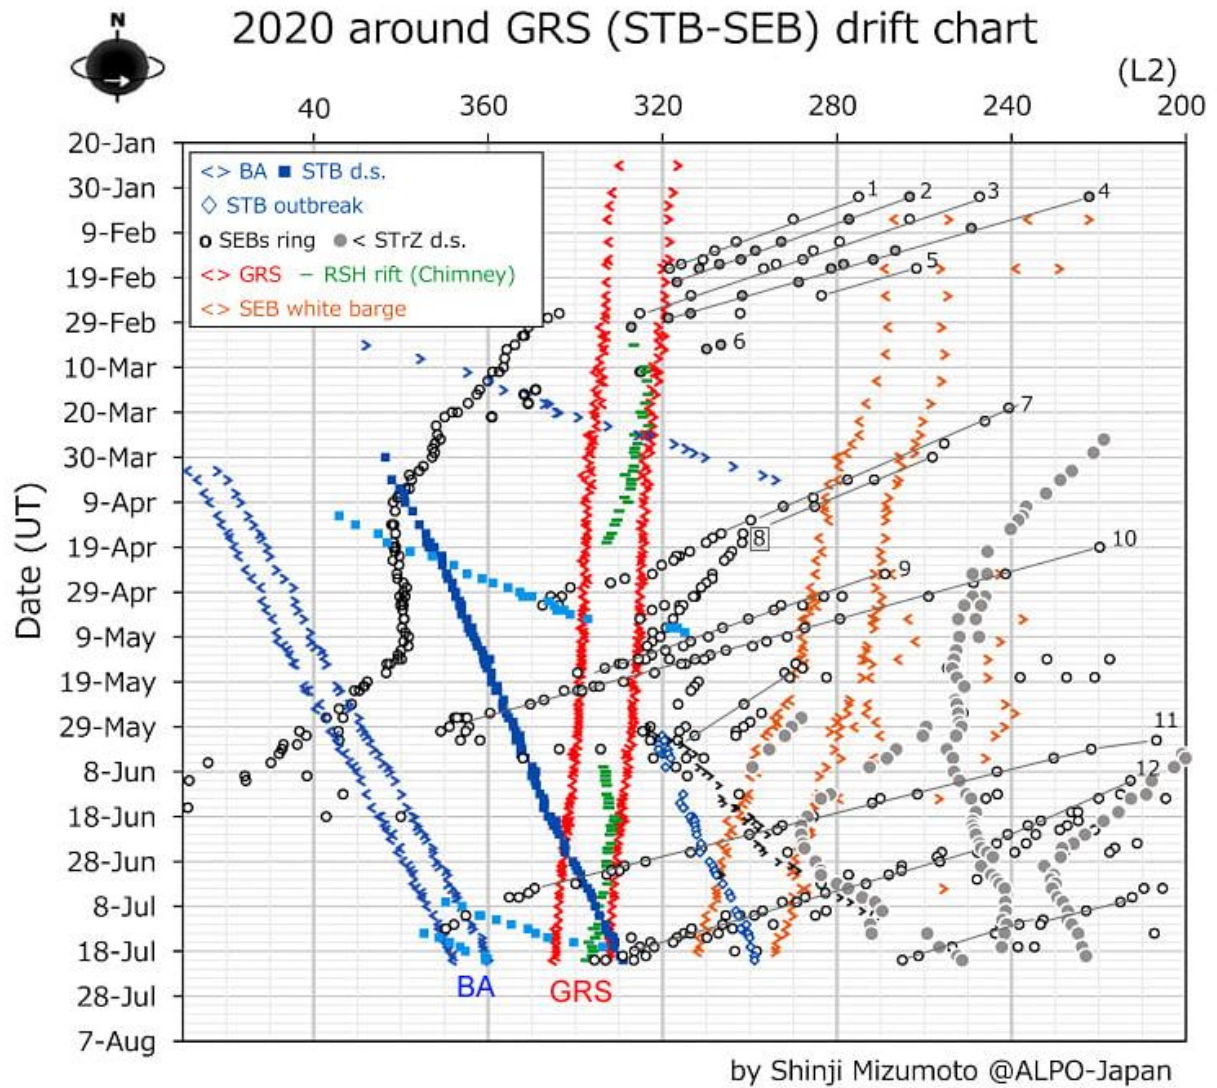 2020 around GRS (STB-SEB) drift chart
N
(L2)
40 360 320 280 240 200
20-Jan
30-Jan
9-Feb
19-Feb
29-Feb
10-Mar
20-Mar
30-Mar
9-Apr
19-Apr
29-Apr
9-May
19-May
29-May
8-Jun
18-Jun
28-Jun
8-Jul
18-Jul
28-Jul
7-Aug
Date (UT)
<> BA ■ STB d.s.
◇ STB outbreak
o SEBs ring ● < STrZ d.s.
<> GRS – RSH rift (Chimney)
<> SEB white barge
1 2 3 4
5
6
7
8
9
10
11
12
BA GRS
by Shinji Mizumoto @ALPO-Japan